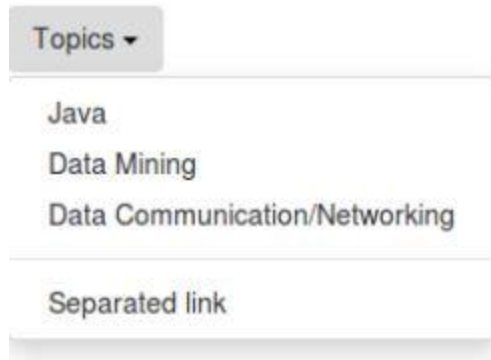 Topics
Java
Data Mining
Data Communication/Networking
Separated link